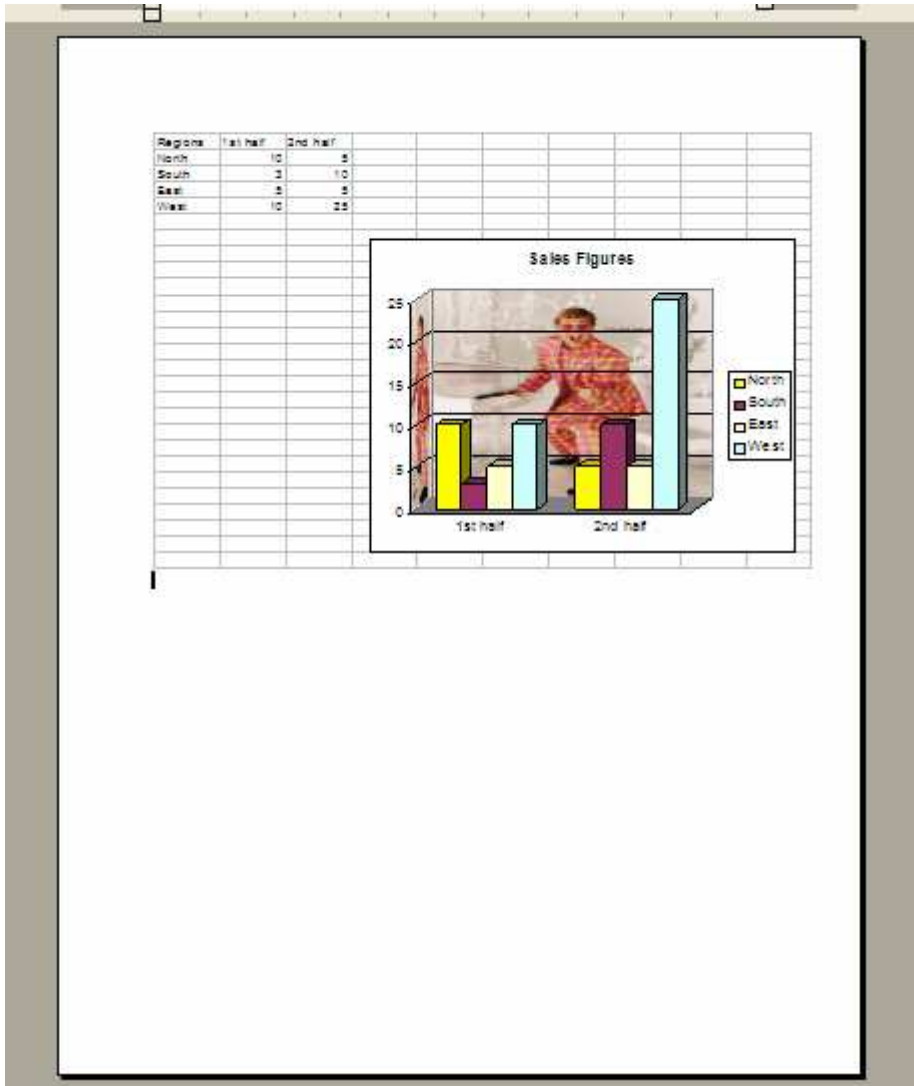 Regions 1st half 2nd half
North 10 5
South 3 10
East 5 5
West 10 25
Sales Figures
25
20
15
10
5
0
1st half 2nd half
North
South
East
West